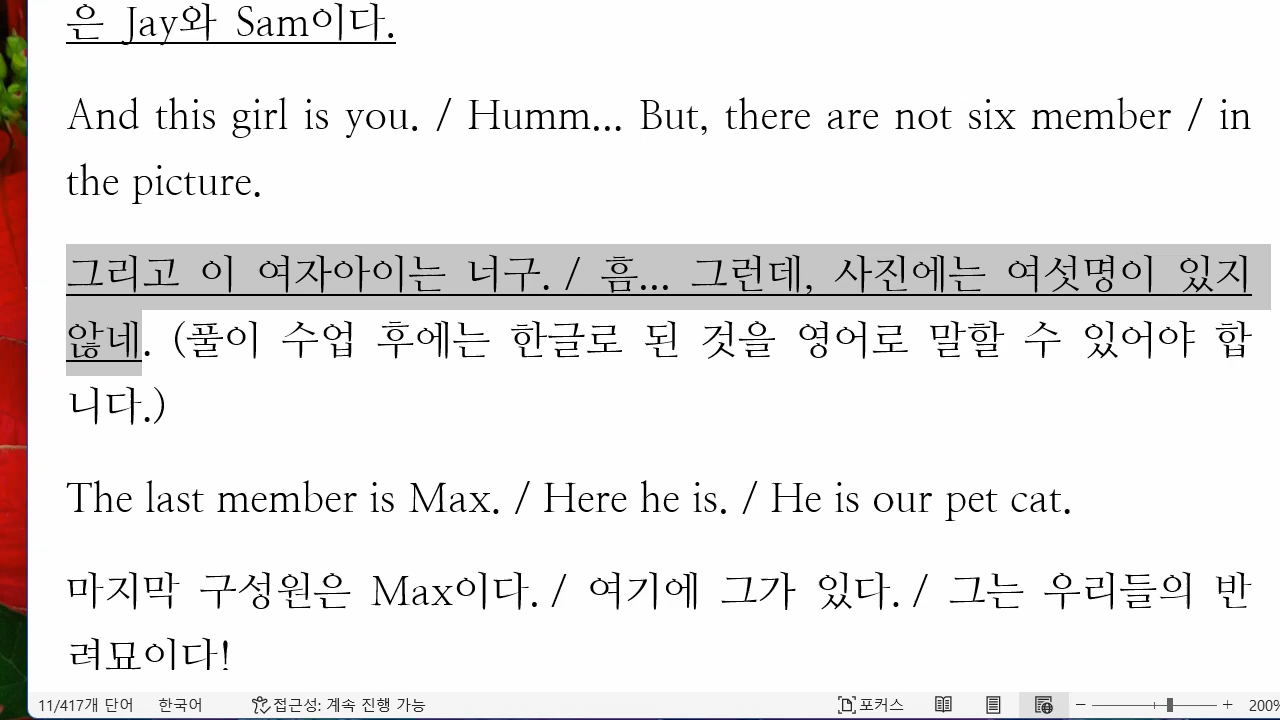 은 Jay와 Sam이다.
And this girl is you. / Humm... But, there are not six member / in
the picture.
그리고 이 여자아이는 너구. / 흠... 그런데, 사진에는 여섯명이 있지
않네. (풀이 수업 후에는 한글로 된 것을 영어로 말할 수 있어야 합
니다.)
The last member is Max. / Here he is. / He is our pet cat.
마지막 구성원은 Max이다. / 여기에 그가 있다. / 그는 우리들의 반
려묘이다!
11/417개 단어 한국어 접근성: 계속 진행 가능 포커스 200%